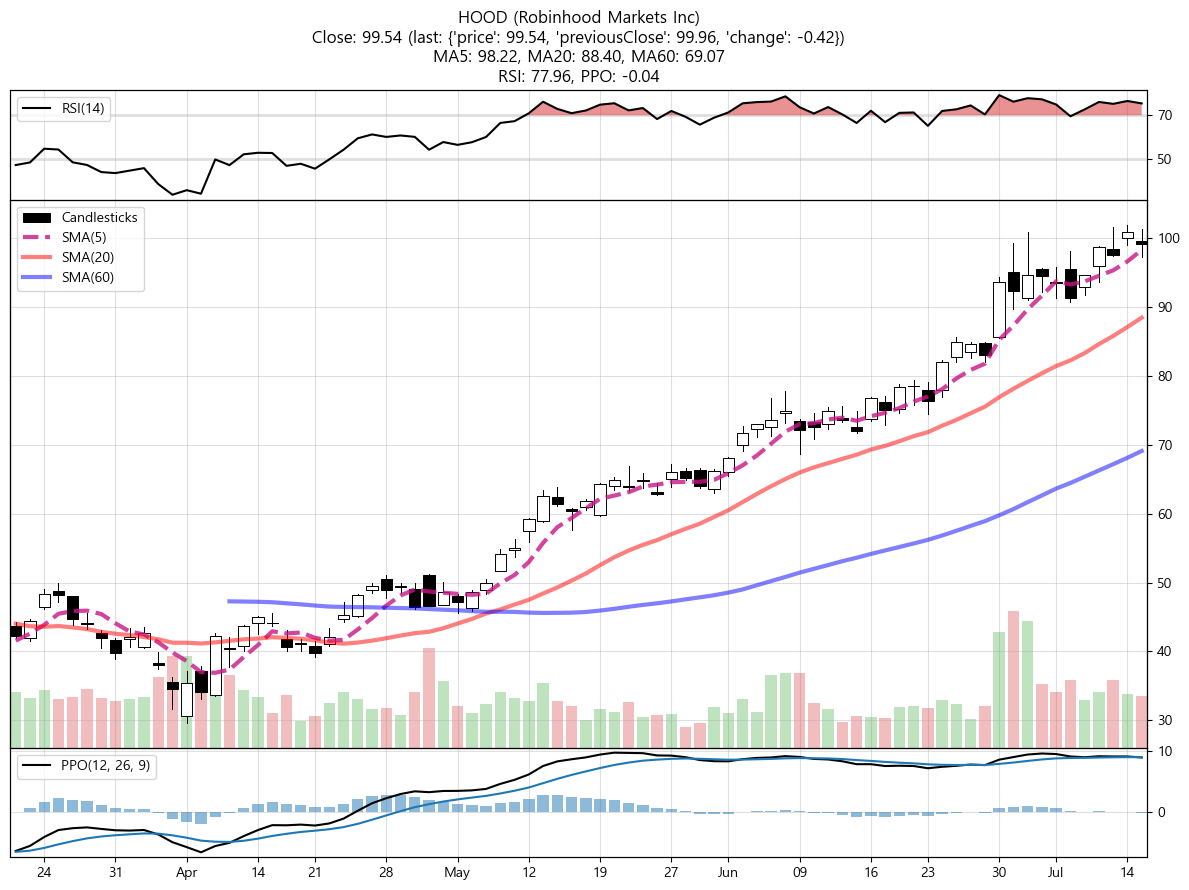 HOOD (Robinhood Markets Inc)
Close: 99.54 (last: {'price': 99.54, 'previousClose': 99.96, 'change': -0.42})
MA5: 98.22, MA20: 88.40, MA60: 69.07
RSI: 77.96, PPO: -0.04
RSI(14)
70
50
Candlesticks
SMA(5)
SMA(20)
SMA(60)
100
90
80
70
60
50
40
30
PPO(12, 26, 9)
10
0
24 31 Apr 14 21 28 May 12 19 27 Jun 09 16 23 30 Jul 14